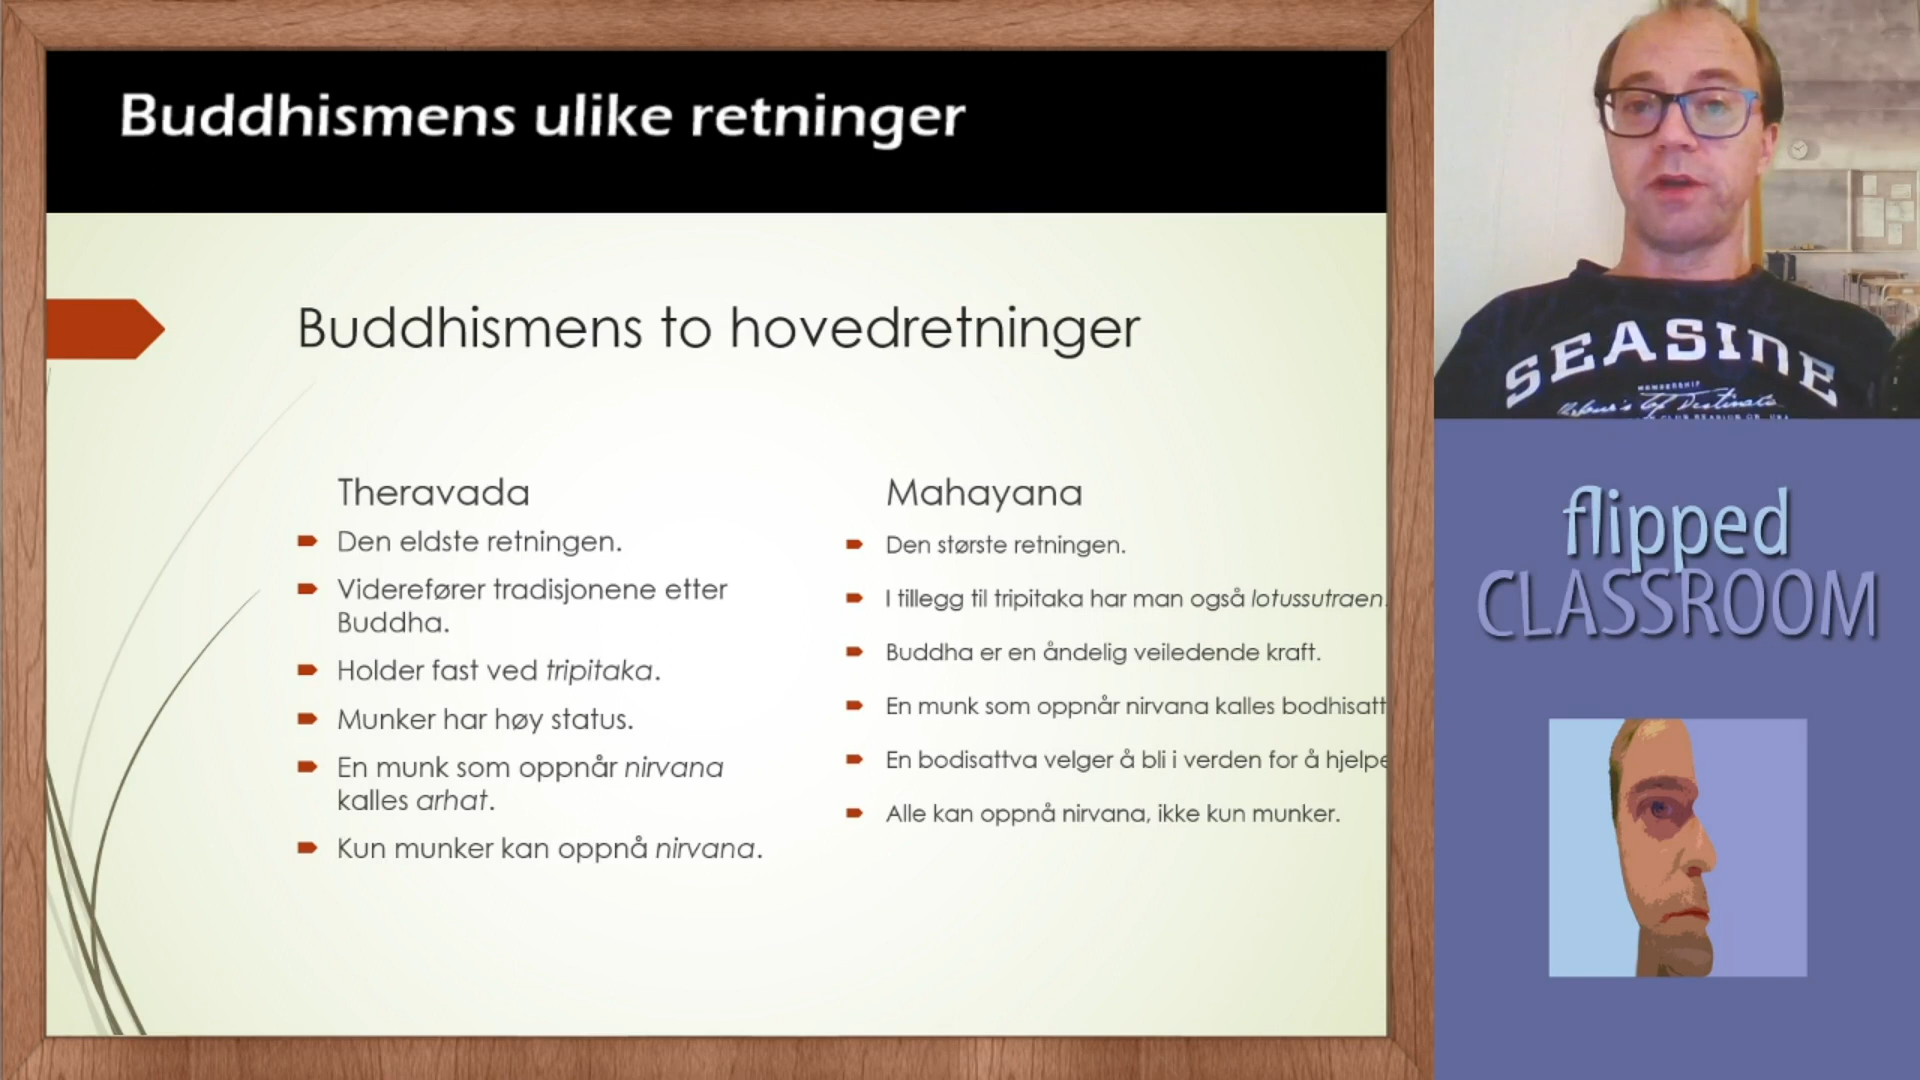 Buddhismens ulike retninger
Buddhismens to hovedretninger
Theravada
Den eldste retningen.
Viderefører tradisjonene etter
Buddha.
Holder fast ved tripitaka.
Munker har høy status.
En munk som oppnår nirvana
kalles arhat.
Kun munker kan oppnå nirvana.
Mahayana
Den største retningen.
I tillegg til tripitaka har man også lotussutraen.
Buddha er en åndelig veiledende kraft.
En munk som oppnår nirvana kalles bodhisatt
En bodisattva velger å bli i verden for å hjelpe
Alle kan oppnå nirvana, ikke kun munker.
SEASIDE
MEMBERSHIP
flipped
CLASSROOM